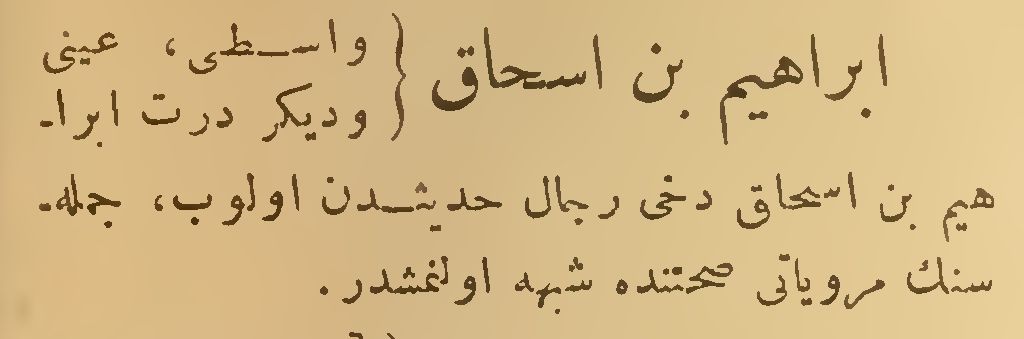 ابراهيم بن اسحاق { واسطى، عينى
وديكر درت ابرا-
هيم بن اسحاق دخى رجال حديثدن اولوب، جمله-
سنك مروياتى صحتنده شبهه اولنمشدر.